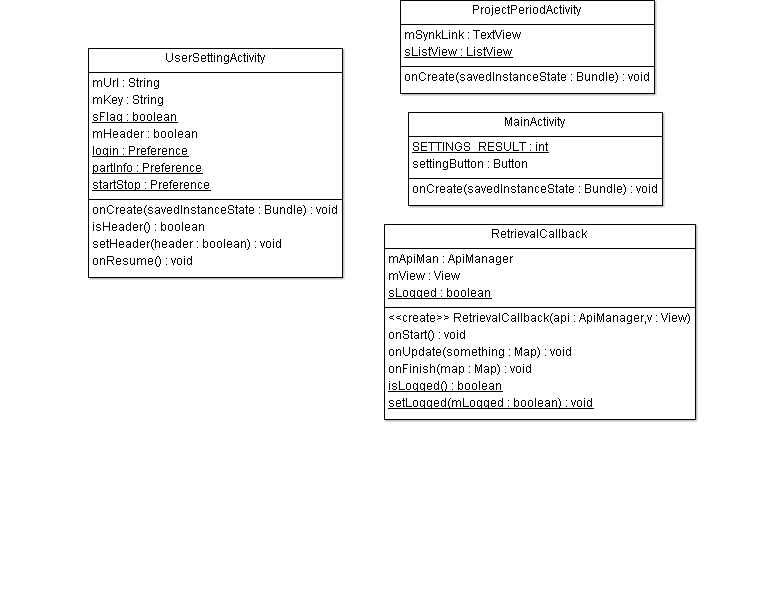 ProjectPeriodActivity
mSynkLink : TextView
sListView : ListView
onCreate(savedInstanceState : Bundle) : void
UserSettingActivity
mUrl : String
mKey : String
sFlag : boolean
mHeader : boolean
login : Preference
partInfo : Preference
startStop : Preference
onCreate(savedInstanceState : Bundle) : void
isHeader() : boolean
setHeader(header : boolean) : void
onResume() : void
MainActivity
SETTINGS_RESULT : int
settingButton : Button
onCreate(savedInstanceState : Bundle) : void
RetrievalCallback
mApiMan : ApiManager
mView : View
sLogged : boolean
<<create>> RetrievalCallback(api : ApiManager,v : View)
onStart() : void
onUpdate(something : Map) : void
onFinish(map : Map) : void
isLogged() : boolean
setLogged(mLogged : boolean) : void